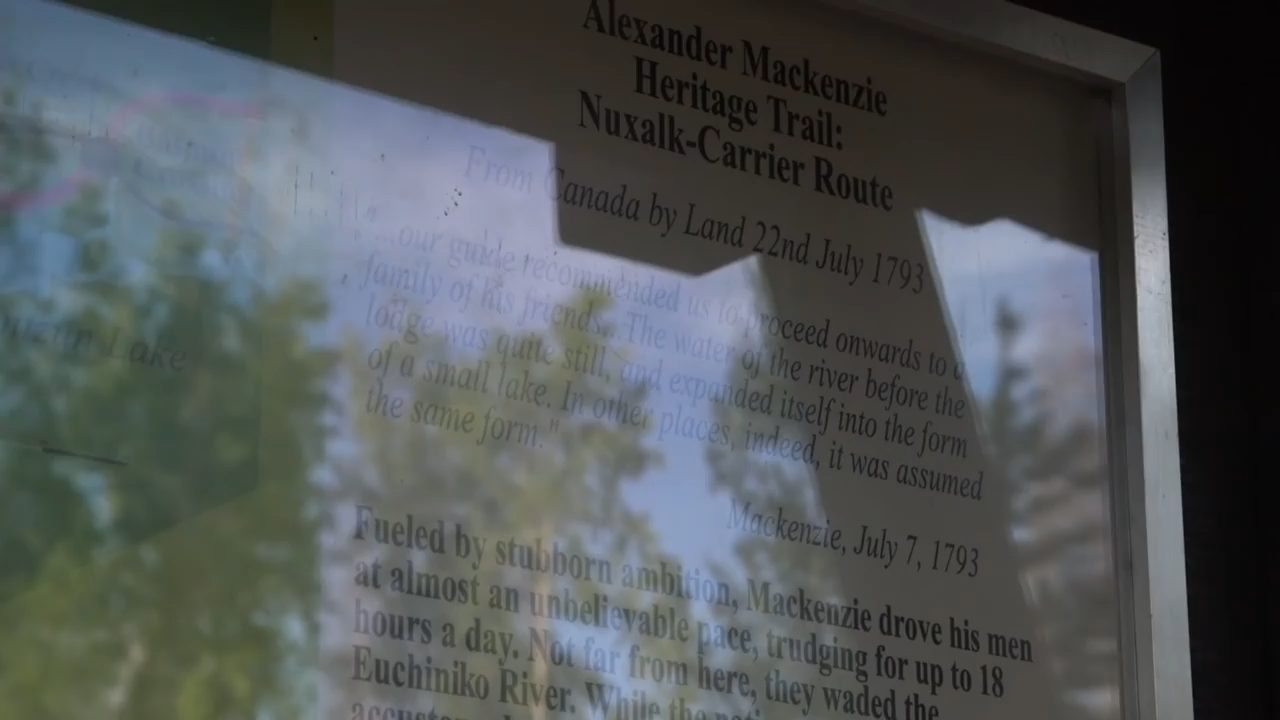 Alexander Mackenzie
Heritage Trail:
Nuxalk-Carrier Route
From Canada by Land 22nd July 1793
"...our guide recommended us to proceed onwards to a
family of his friends... The water of the river before the
lodge was quite still, and expanded itself into the form
of a small lake. In other places, indeed, it was assumed
the same form."
Mackenzie, July 7, 1793
Fueled by stubborn ambition, Mackenzie drove his men
at almost an unbelievable pace, trudging for up to 18
hours a day. Not far from here, they waded the
Euchiniko River. While the
Lake